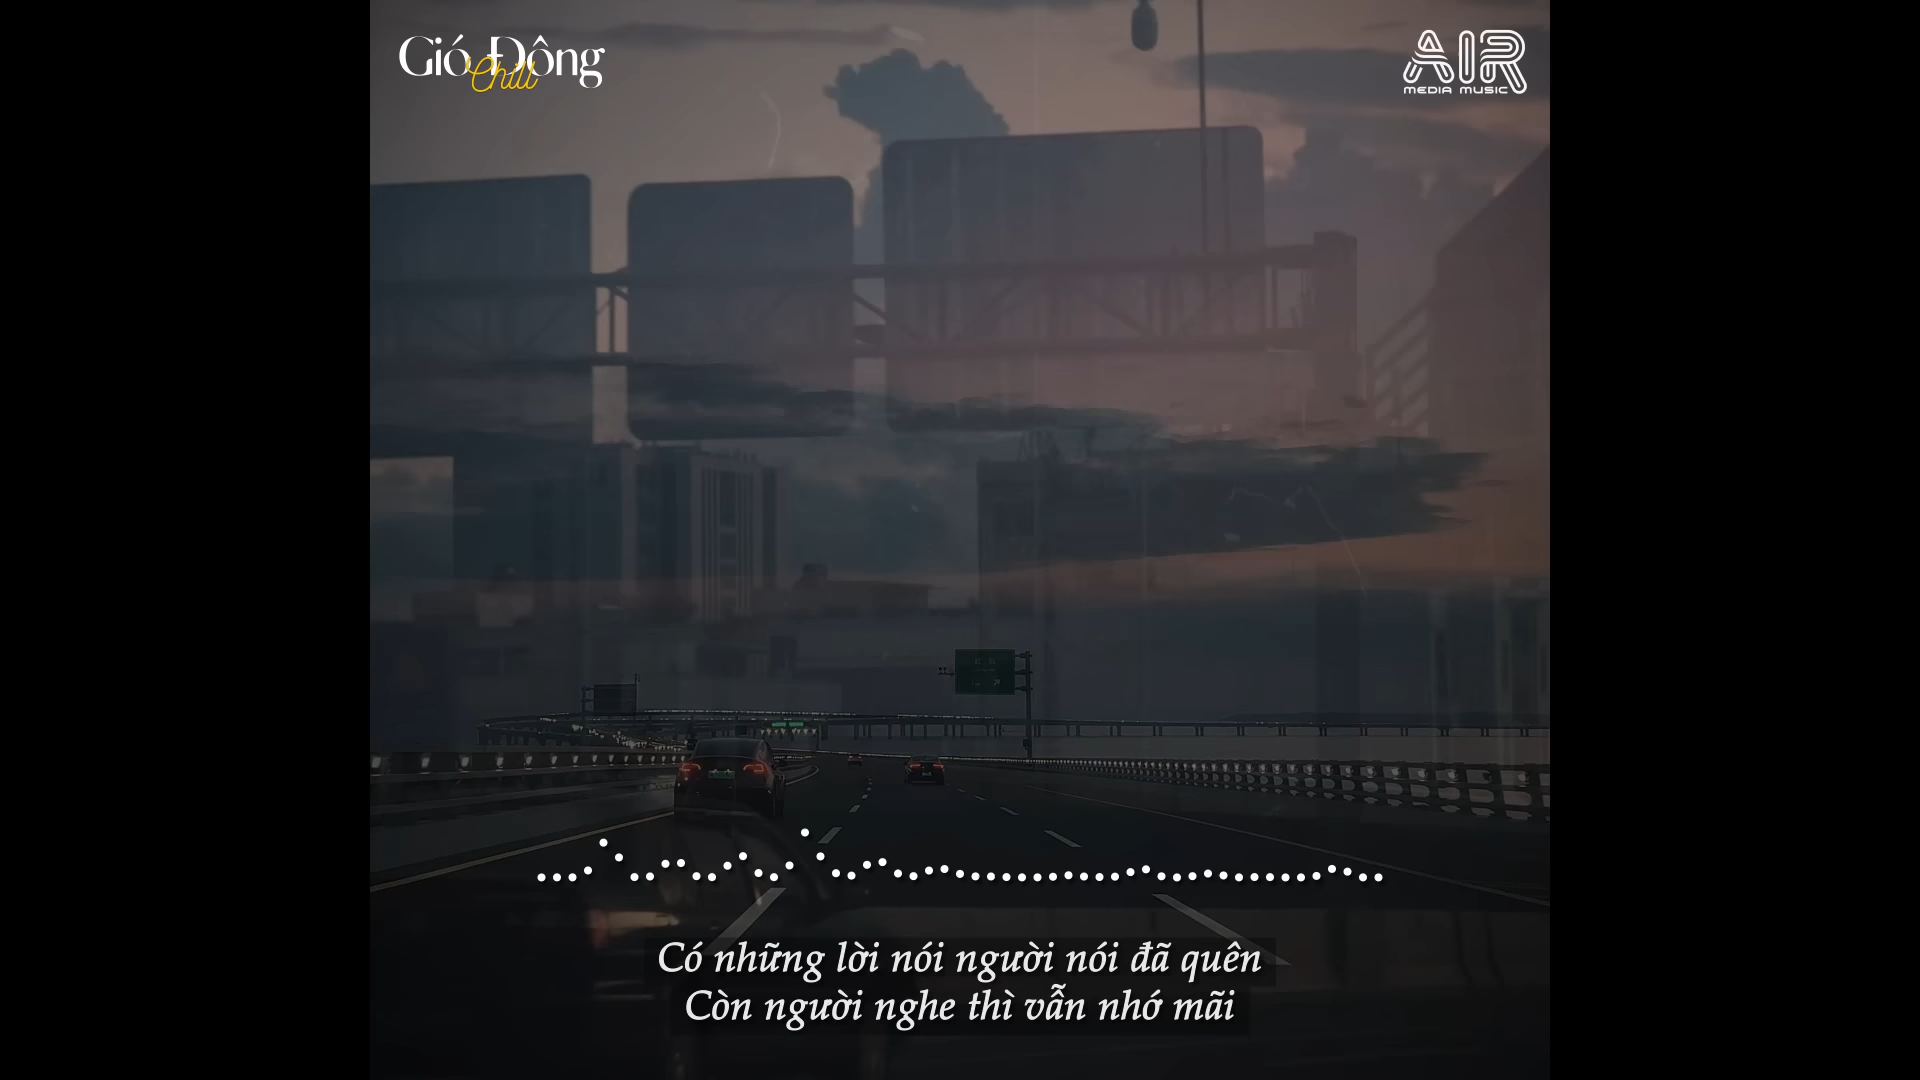 Gió Đông
Chill
AIR
MEDIA MUSIC
Có những lời nói người nói đã quên
Còn người nghe thì vẫn nhớ mãi